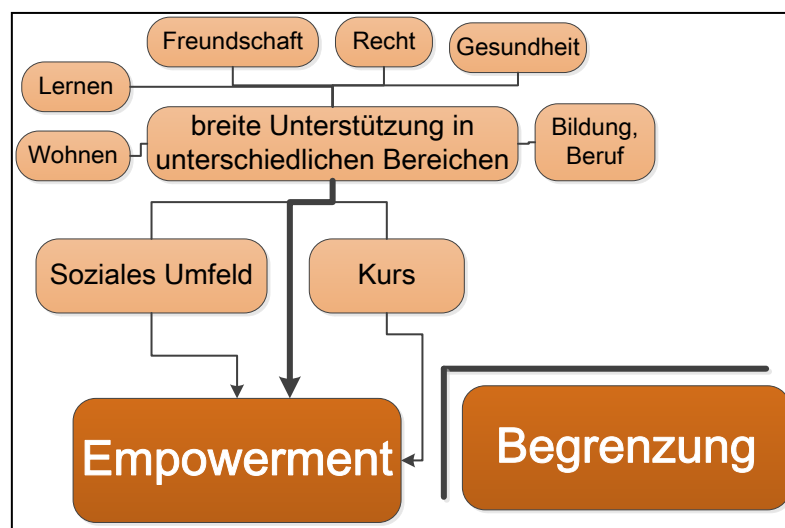 Freundschaft
Recht
Gesundheit
Lernen
breite Unterstützung in
unterschiedlichen Bereichen
Bildung,
Beruf
Wohnen
Soziales Umfeld
Kurs
Empowerment
Begrenzung